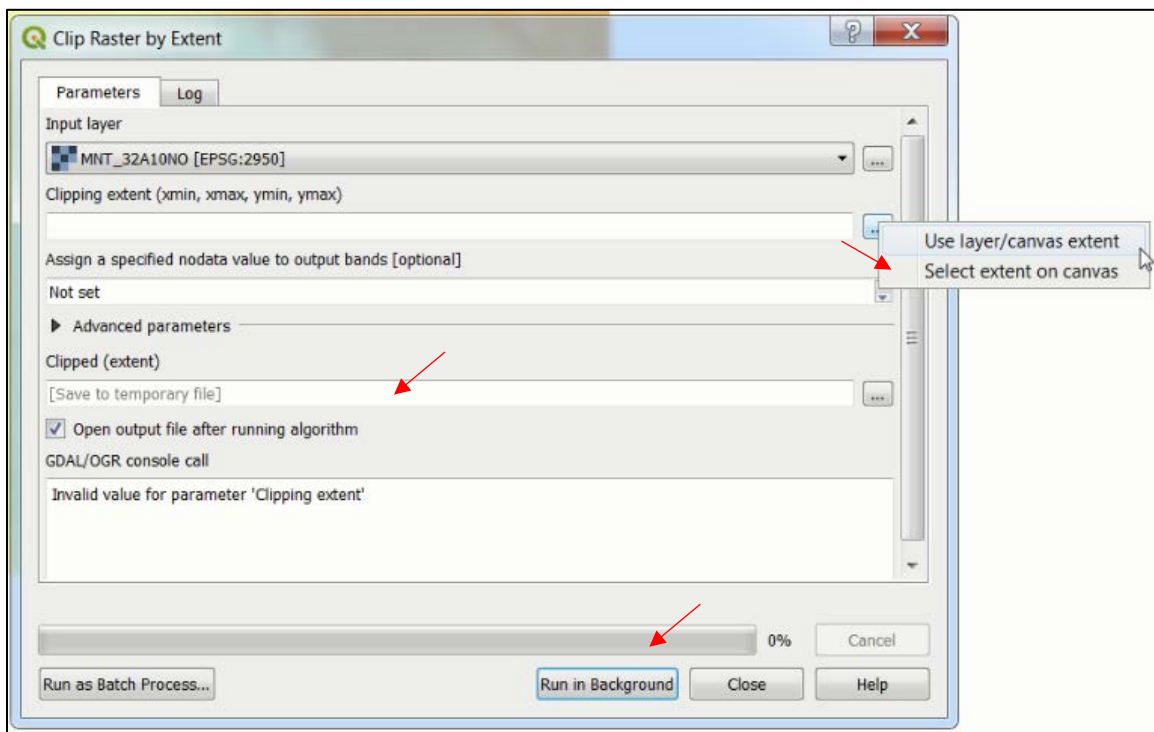 Clip Raster by Extent
Parameters
Log
Input layer
MNT_32A10NO [EPSG:2950]
...
Clipping extent (xmin, xmax, ymin, ymax)
...
Use layer/canvas extent
Select extent on canvas
Assign a specified nodata value to output bands [optional]
Not set
Advanced parameters
Clipped (extent)
[Save to temporary file]
...
Open output file after running algorithm
GDAL/OGR console call
Invalid value for parameter 'Clipping extent'
0%
Cancel
Run as Batch Process...
Run in Background
Close
Help